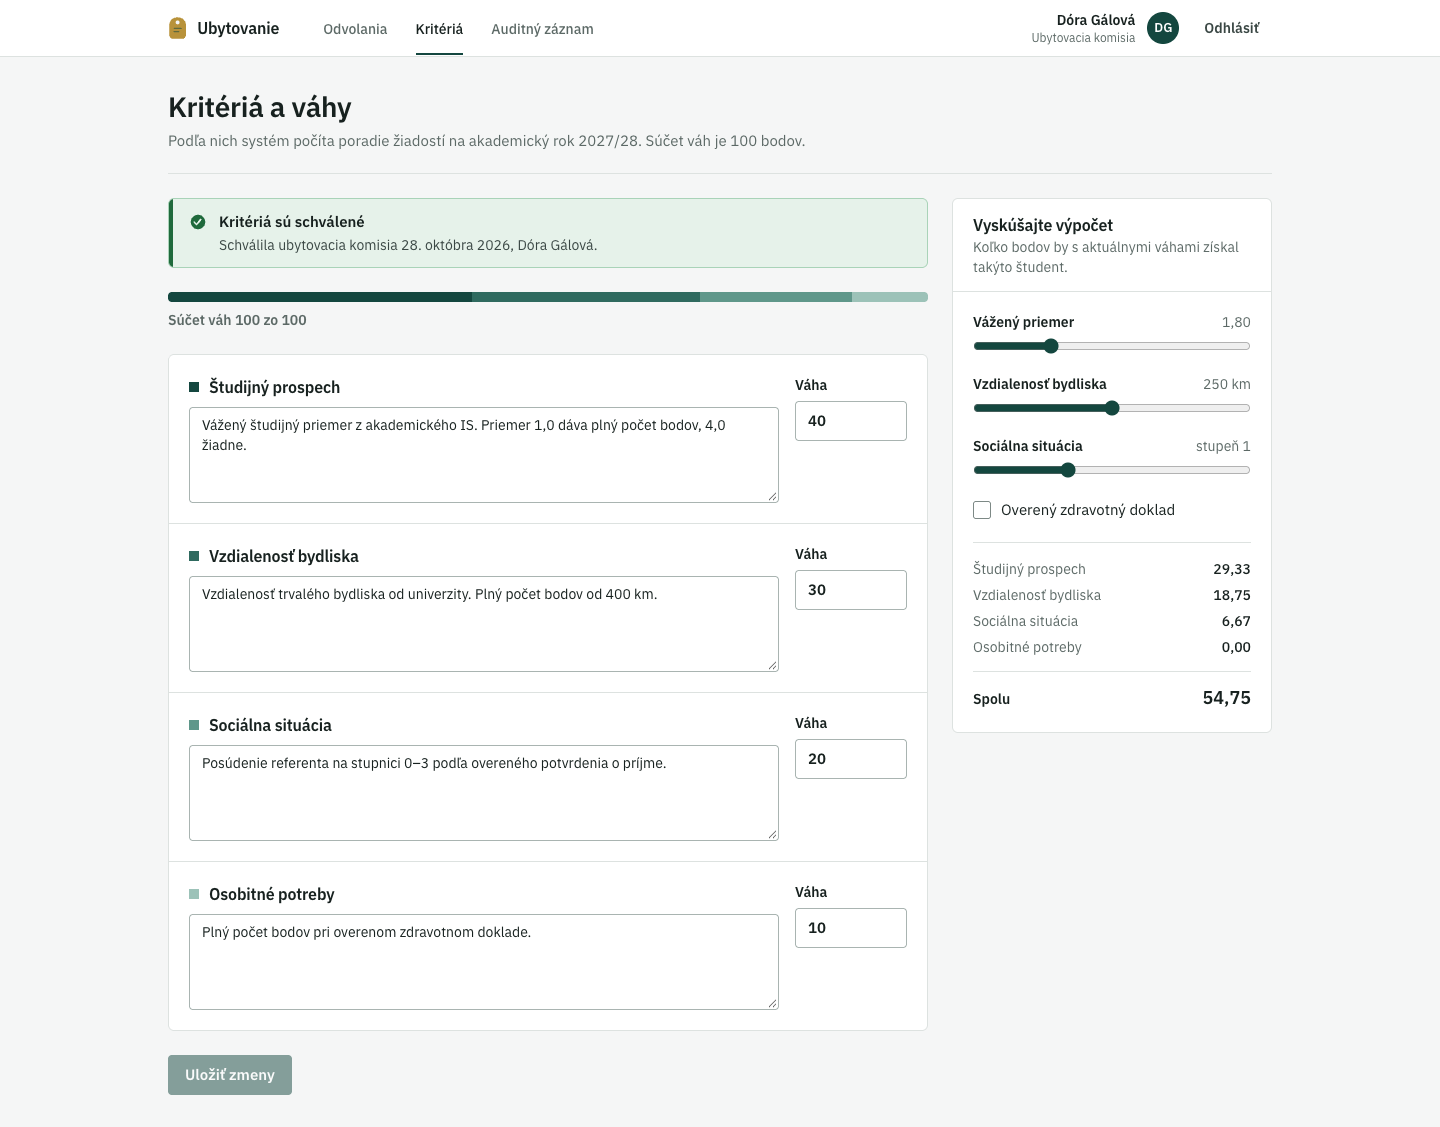 Ubytovanie
Odvolania
Kritériá
Auditný záznam
Dóra Gálová
Ubytovacia komisia
DG
Odhlásiť
Kritériá a váhy
Podľa nich systém počíta poradie žiadostí na akademický rok 2027/28. Súčet váh je 100 bodov.
Kritériá sú schválené
Schválila ubytovacia komisia 28. októbra 2026, Dóra Gálová.
Súčet váh 100 zo 100
Študijný prospech
Váha
Vážený študijný priemer z akademického IS. Priemer 1,0 dáva plný počet bodov, 4,0
žiadne.
40
Vzdialenosť bydliska
Váha
Vzdialenosť trvalého bydliska od univerzity. Plný počet bodov od 400 km.
30
Sociálna situácia
Váha
Posúdenie referenta na stupnici 0–3 podľa overeného potvrdenia o príjme.
20
Osobitné potreby
Váha
Plný počet bodov pri overenom zdravotnom doklade.
10
Uložiť zmeny
Vyskúšajte výpočet
Koľko bodov by s aktuálnymi váhami získal
takýto študent.
Vážený priemer
1,80
Vzdialenosť bydliska
250 km
Sociálna situácia
stupeň 1
Overený zdravotný doklad
Študijný prospech
29,33
Vzdialenosť bydliska
18,75
Sociálna situácia
6,67
Osobitné potreby
0,00
Spolu
54,75